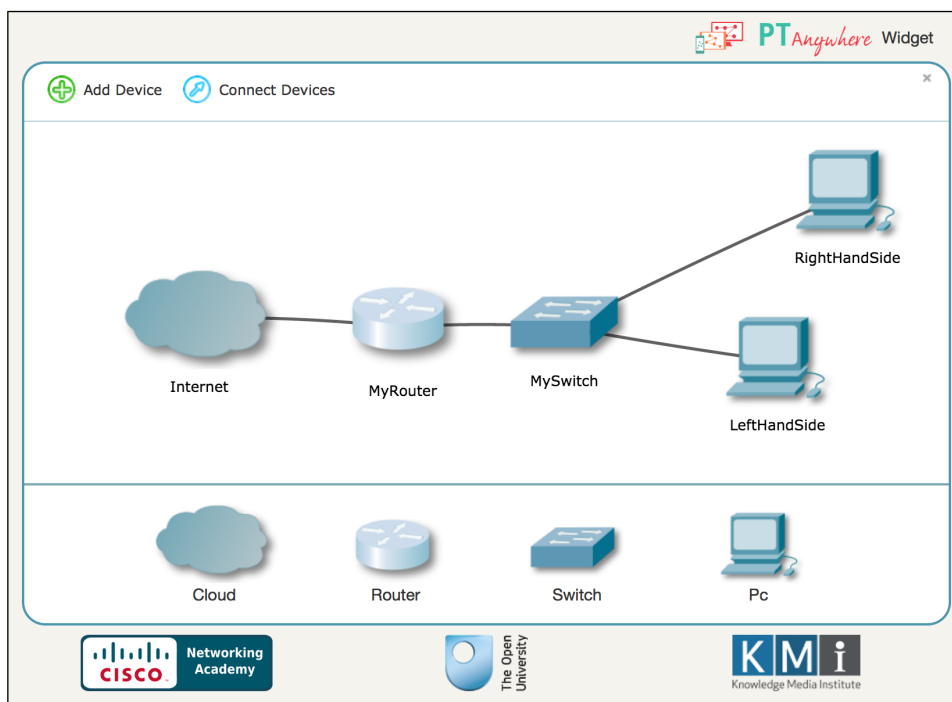 PT Anywhere Widget
Add Device
Connect Devices
×
RightHandSide
Internet
MyRouter
MySwitch
LeftHandSide
Cloud
Router
Switch
Pc
CISCO
Networking
Academy
The Open
University
KMi
Knowledge Media Institute